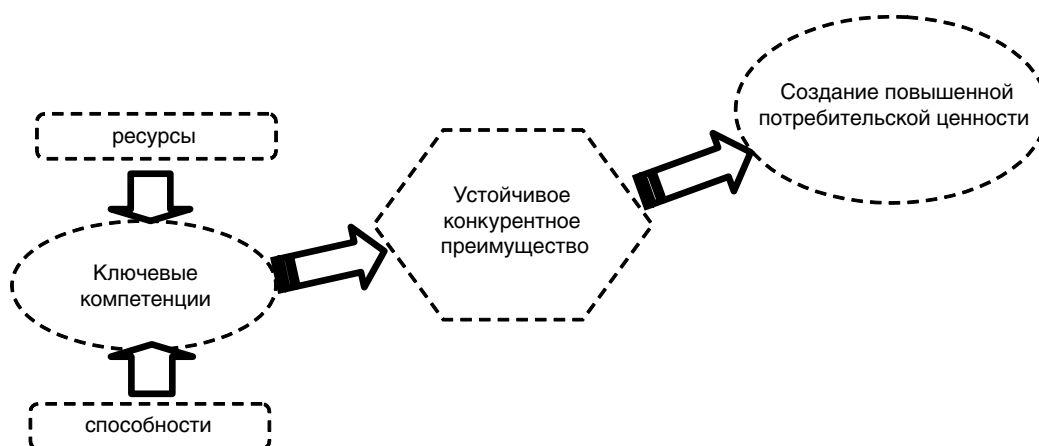 ресурсы
Ключевые
компетенции
способности
Устойчивое
конкурентное
преимущество
Создание повышенной
потребительской ценности